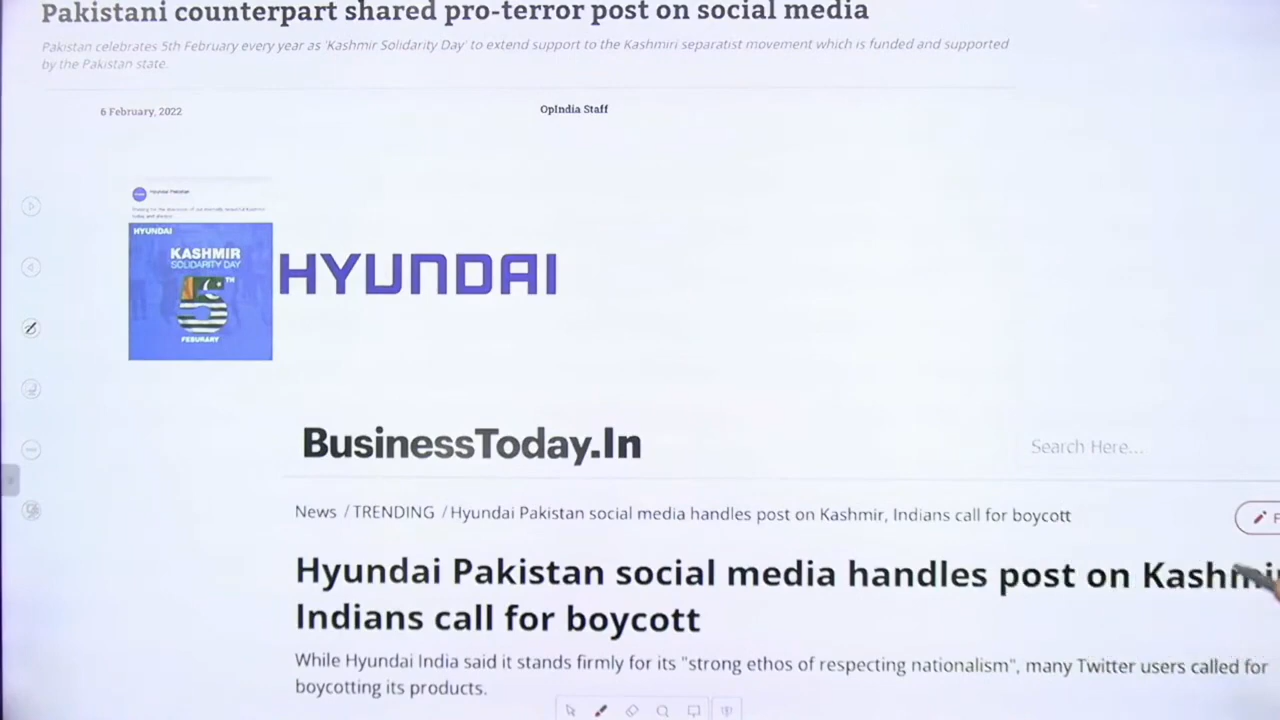 Pakistani counterpart shared pro-terror post on social media
Pakistan celebrates 5th February every year as 'Kashmir Solidarity Day' to extend support to the Kashmiri separatist movement which is funded and supported
by the Pakistan state.
6 February, 2022
OpIndia Staff
Hyundai Pakistan
HYUNDAI
KASHMIR
SOLIDARITY DAY
5TH
FEBURARY
HYUNDAI
BusinessToday.In
Search Here...
News / TRENDING / Hyundai Pakistan social media handles post on Kashmir, Indians call for boycott
F
Hyundai Pakistan social media handles post on Kashmir
Indians call for boycott
While Hyundai India said it stands firmly for its "strong ethos of respecting nationalism", many Twitter users called for
boycotting its products.